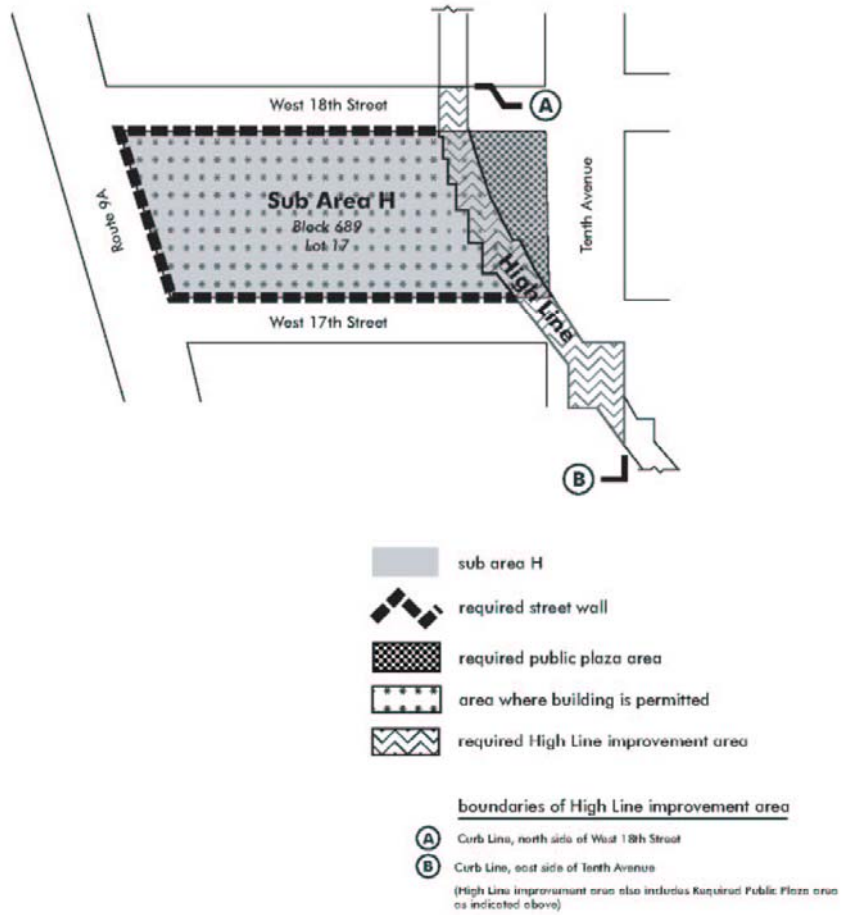 West 18th Street
A
Route 9A
Sub Area H
Block 689
Lot 17
Tenth Avenue
High Line
West 17th Street
B
sub area H
required street wall
required public plaza area
area where building is permitted
required High Line improvement area
boundaries of High Line improvement area
A Curb Line, north side of West 18th Street
B Curb Line, east side of Tenth Avenue
(High Line improvement area also includes Required Public Plaza area
as indicated above)